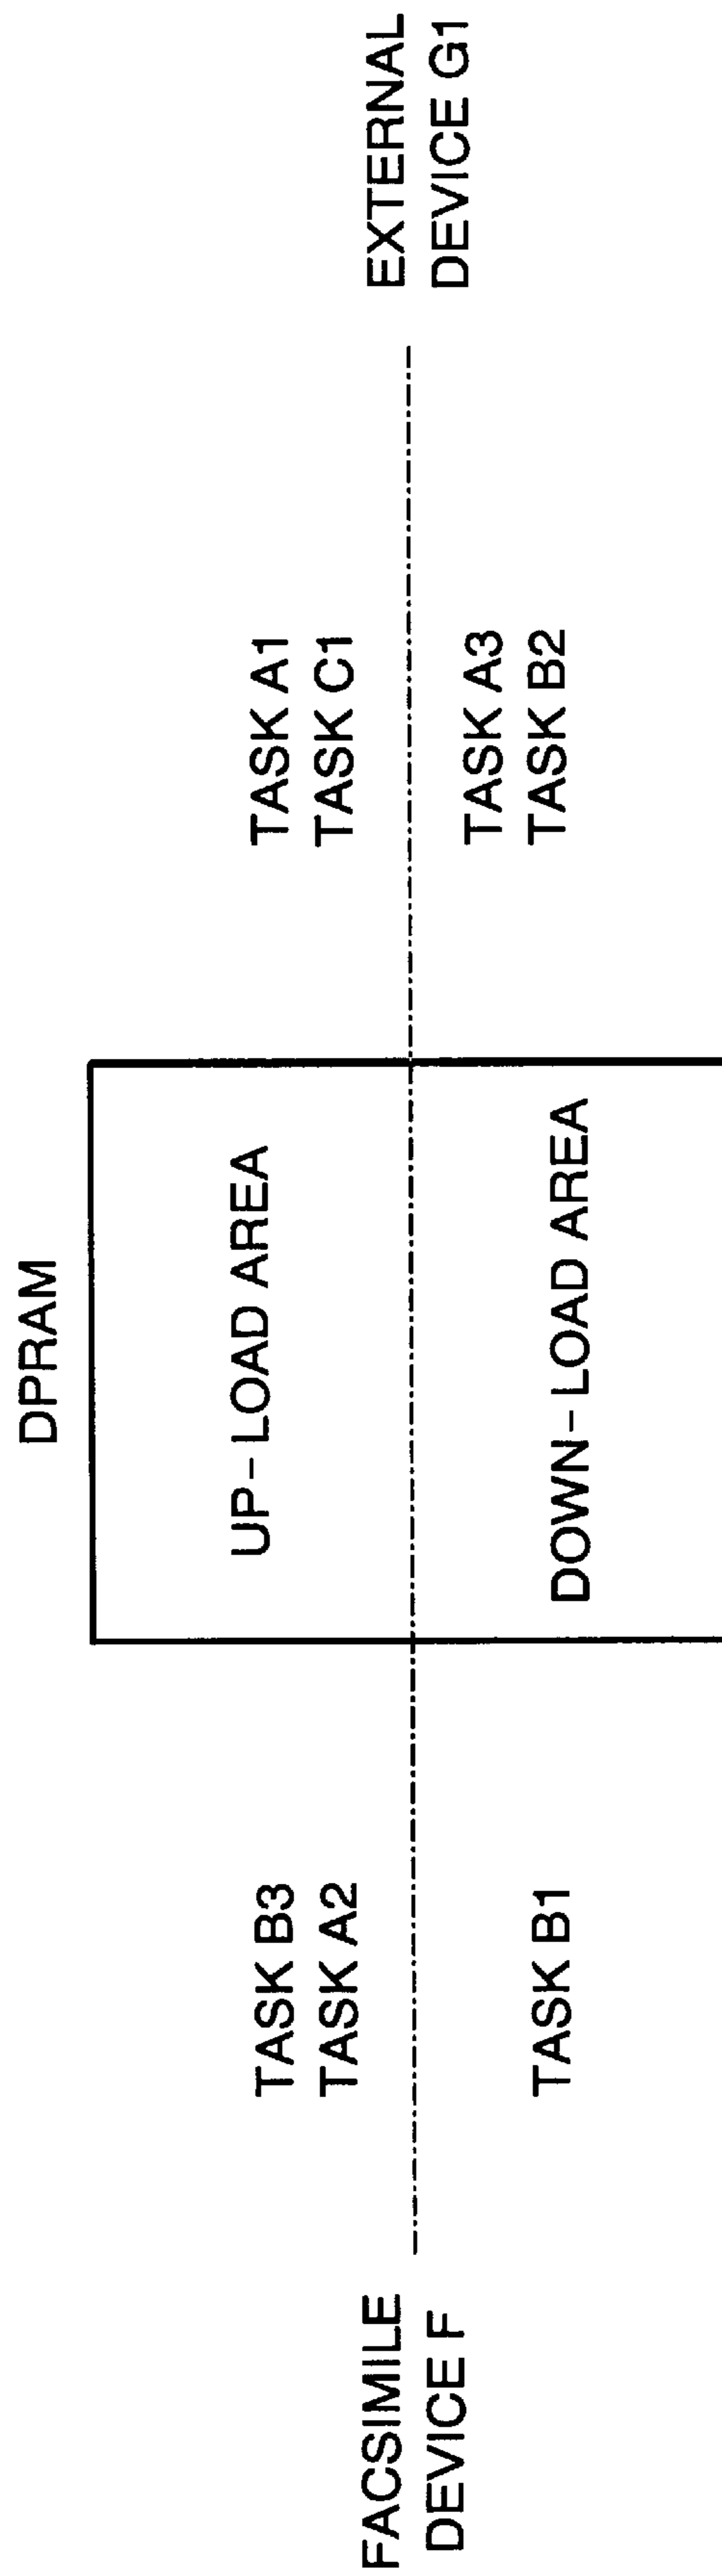 DPRAM
FACSIMILE
DEVICE F
TASK B3
TASK A2
UP-LOAD AREA
TASK A1
TASK C1
EXTERNAL
DEVICE G1
TASK B1
DOWN-LOAD AREA
TASK A3
TASK B2